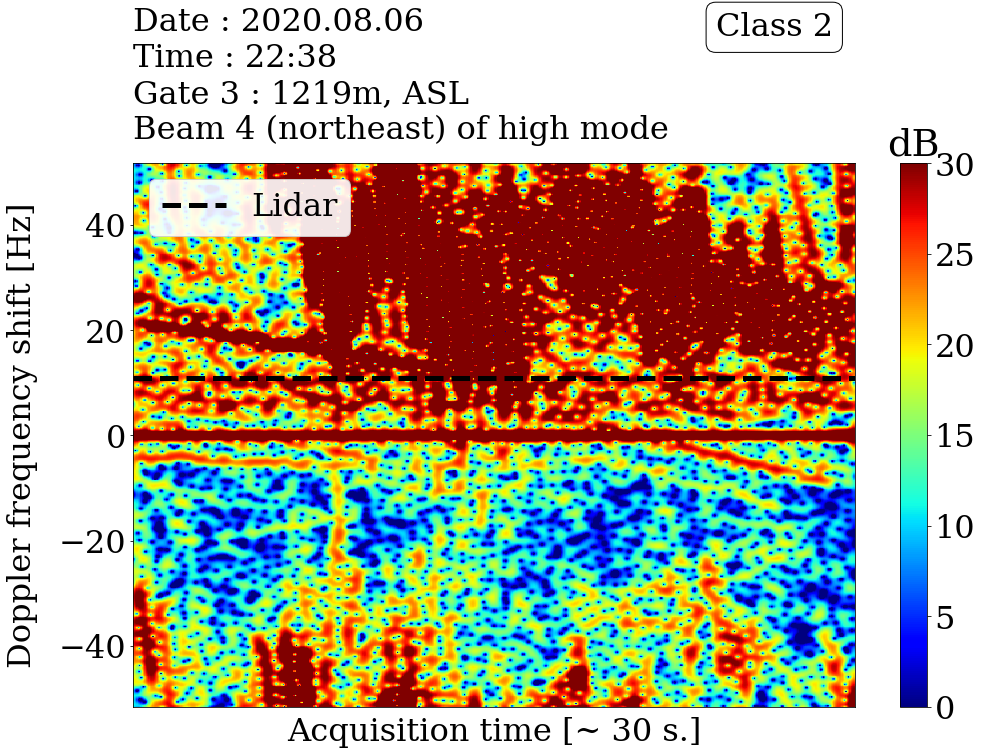 Date : 2020.08.06
Time : 22:38
Gate 3 : 1219m, ASL
Beam 4 (northeast) of high mode
Class 2
dB
Lidar
Doppler frequency shift [Hz]
40
20
0
−20
−40
30
25
20
15
10
5
0
Acquisition time [~ 30 s.]